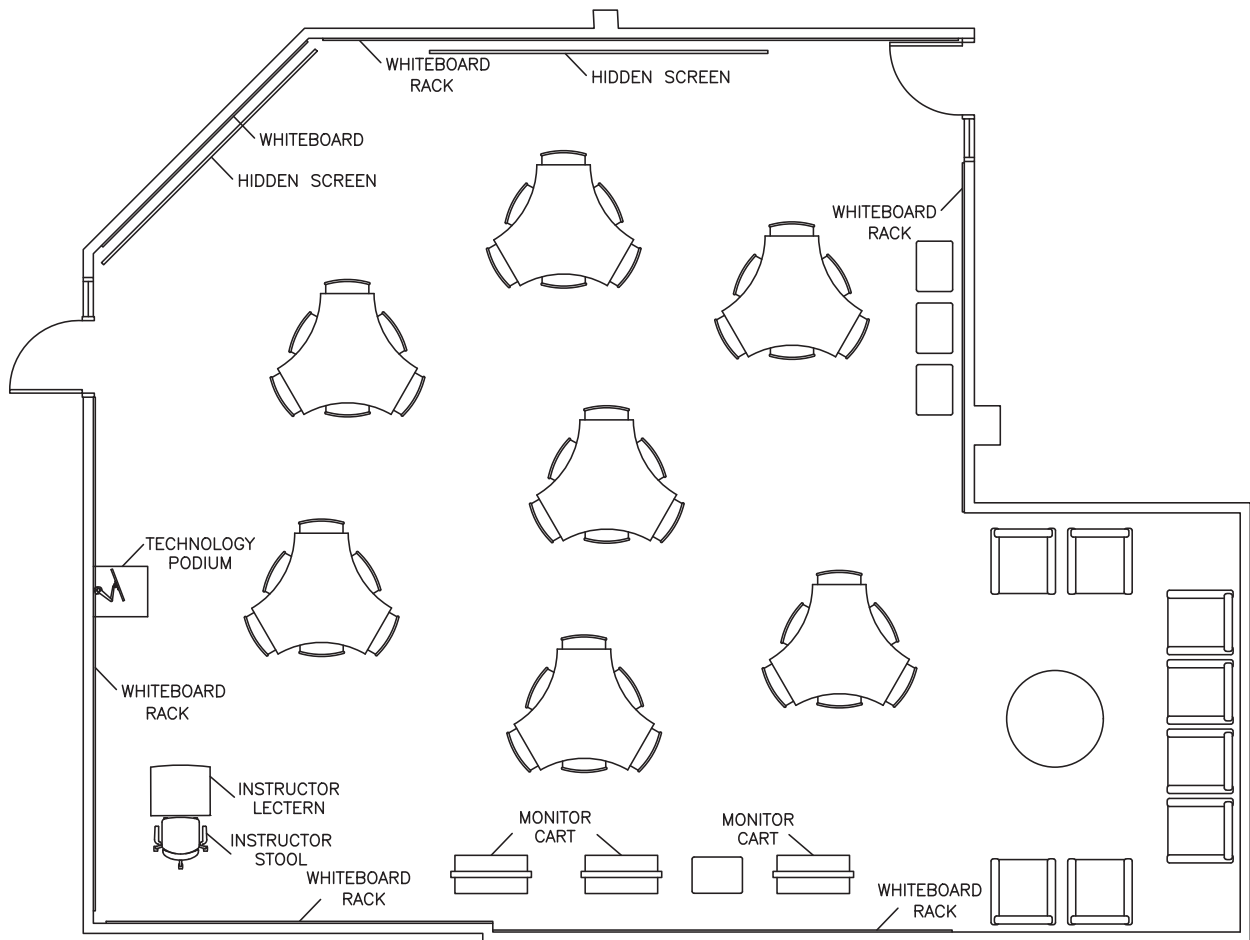 WHITEBOARD
RACK
HIDDEN SCREEN
WHITEBOARD
HIDDEN SCREEN
WHITEBOARD
RACK
TECHNOLOGY
PODIUM
WHITEBOARD
RACK
INSTRUCTOR
LECTERN
INSTRUCTOR
STOOL
MONITOR
CART
MONITOR
CART
WHITEBOARD
RACK
WHITEBOARD
RACK